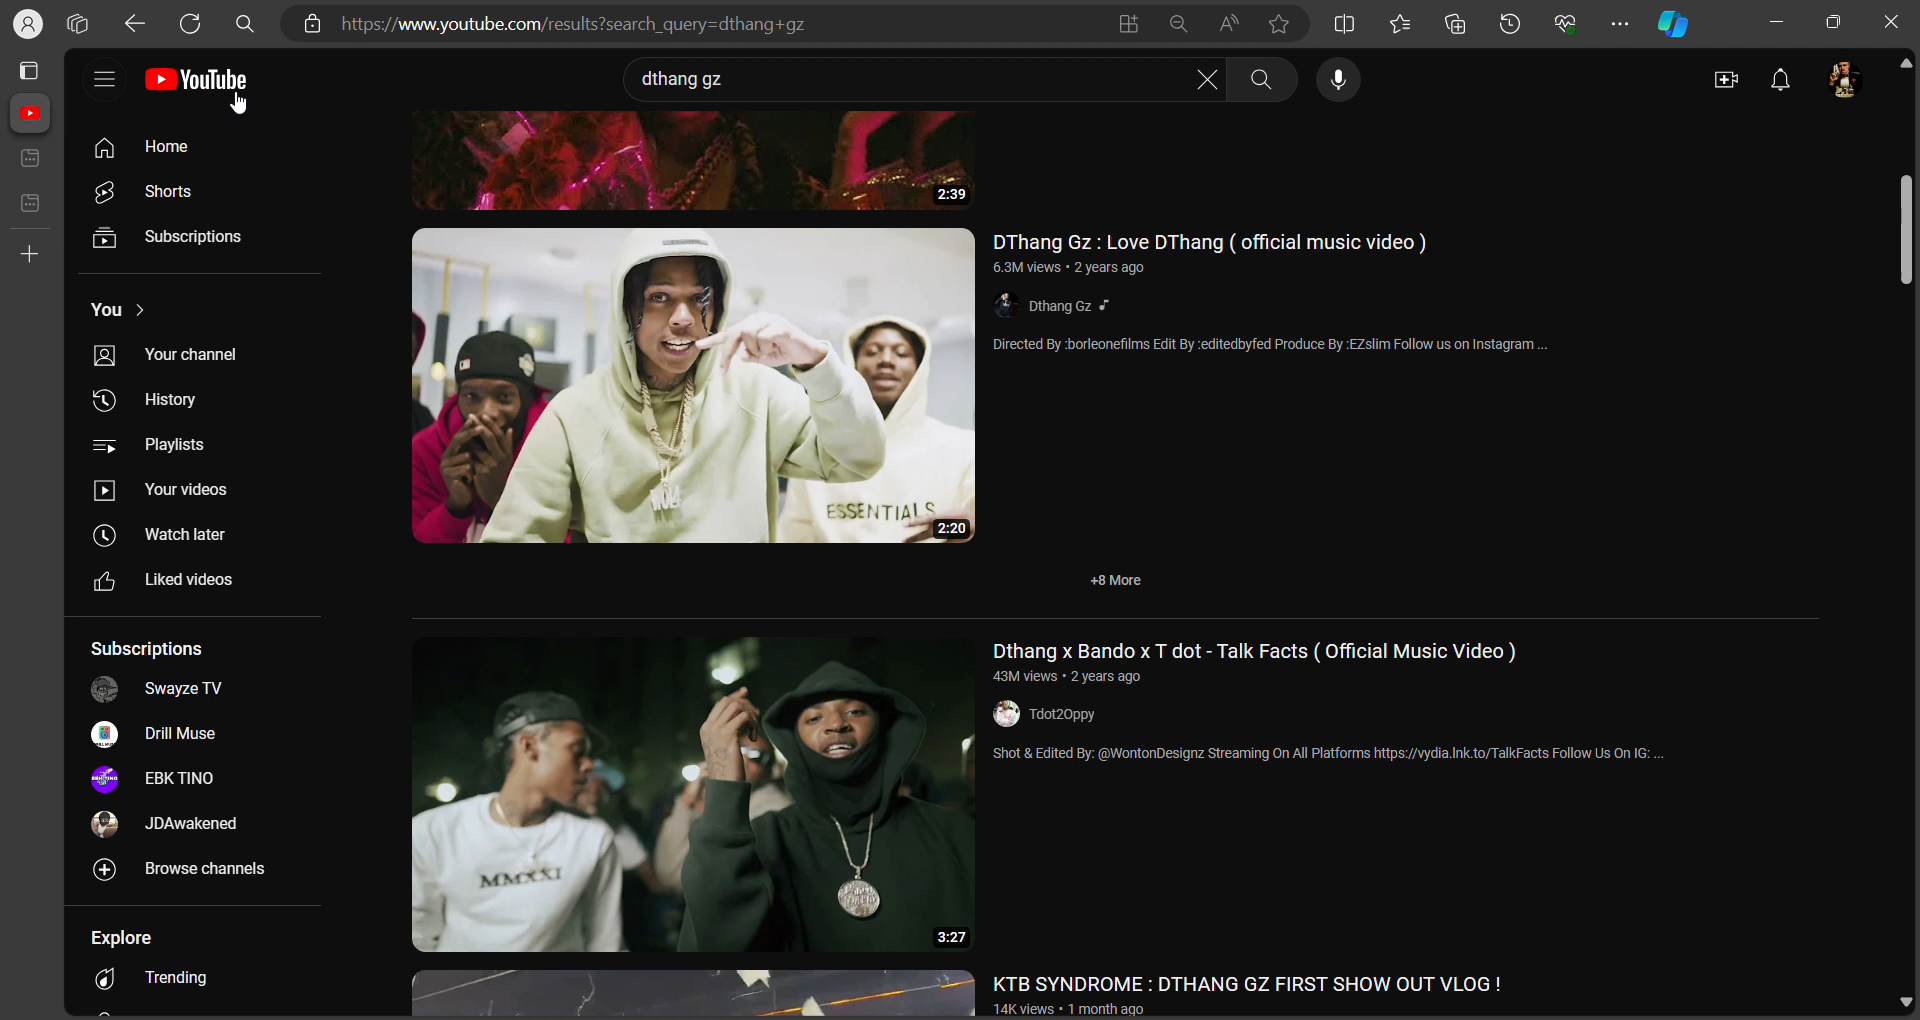 https://www.youtube.com/results?search_query=dthang+gz
YouTube
dthang gz
Home
Shorts
Subscriptions
You
Your channel
History
Playlists
Your videos
Watch later
Liked videos
Subscriptions
Swayze TV
Drill Muse
EBK TINO
JDAwakened
Browse channels
Explore
Trending
2:39
ESSENTIALS
2:20
DThang Gz : Love DThang ( official music video )
6.3M views • 2 years ago
Dthang Gz
Directed By :borleonefilms Edit By :editedbyfed Produce By :EZslim Follow us on Instagram ...
+8 More
MMXXI
3:27
Dthang x Bando x T dot - Talk Facts ( Official Music Video )
43M views • 2 years ago
Tdot2Oppy
Shot & Edited By: @WontonDesignz Streaming On All Platforms https://vydia.lnk.to/TalkFacts Follow Us On IG: ...
KTB SYNDROME : DTHANG GZ FIRST SHOW OUT VLOG !
14K views • 1 month ago